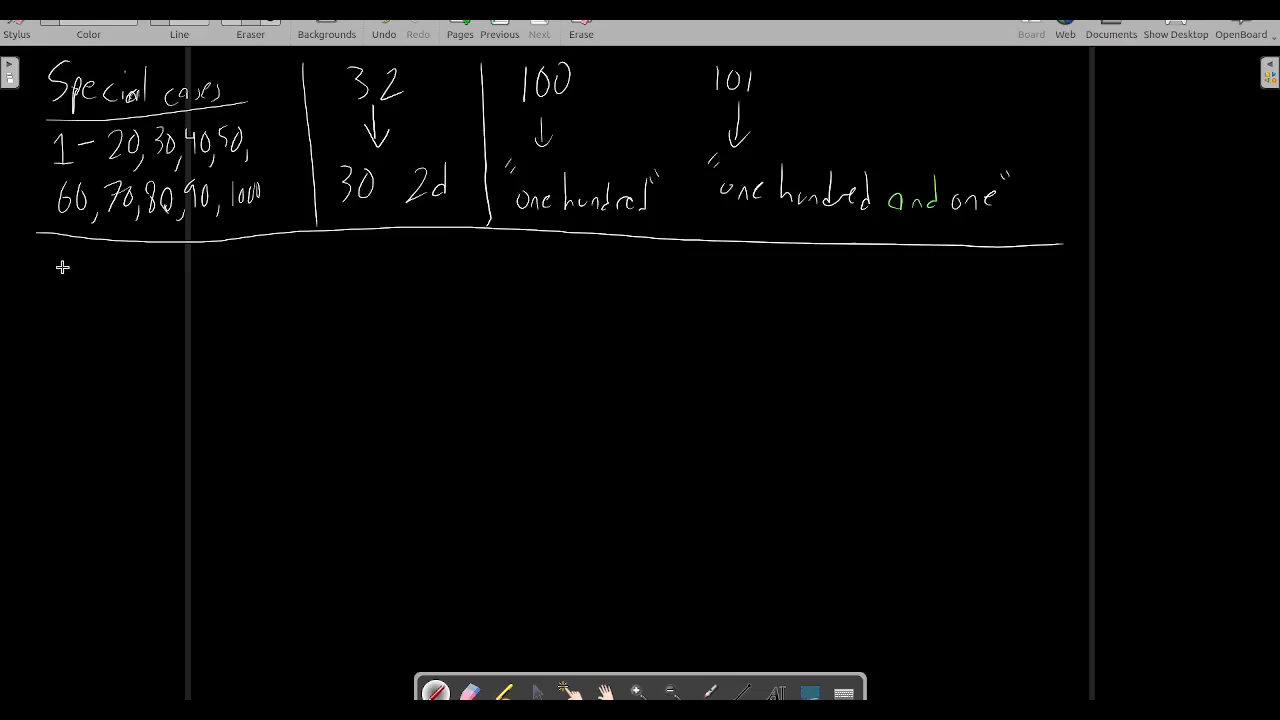 Stylus Color Line Eraser Backgrounds Undo Redo Pages Previous Next Erase Board Web Documents Show Desktop OpenBoard
Special cases
1 - 20, 30, 40, 50,
60, 70, 80, 90, 1000
32
30 2d
100
"one hundred"
101
"one hundred and one"